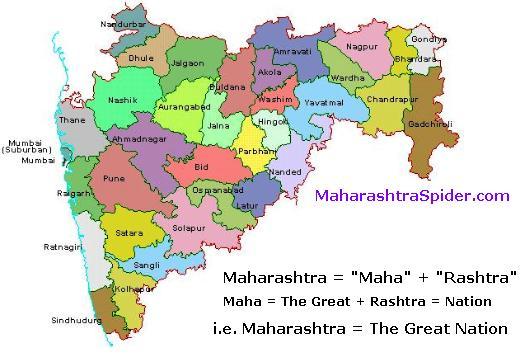 Nandurbar
Gondiya
Dhule
Jalgaon
Amravati
Nagpur
Bhandara
Buldana
Akola
Wardha
Nashik
Aurangabad
Washim
Yavatmal
Chandrapur
Thane
Jalna
Hingoli
Gadchiroli
Mumbai
(Suburban)
Mumbai
Ahmadnagar
Parbhani
Raigarh
Pune
Bid
Nanded
Osmanabad
Latur
MaharashtraSpider.com
Satara
Solapur
Ratnagiri
Sangli
Kolhapur
Sindhudurg
Maharashtra = "Maha" + "Rashtra"
Maha = The Great + Rashtra = Nation
i.e. Maharashtra = The Great Nation